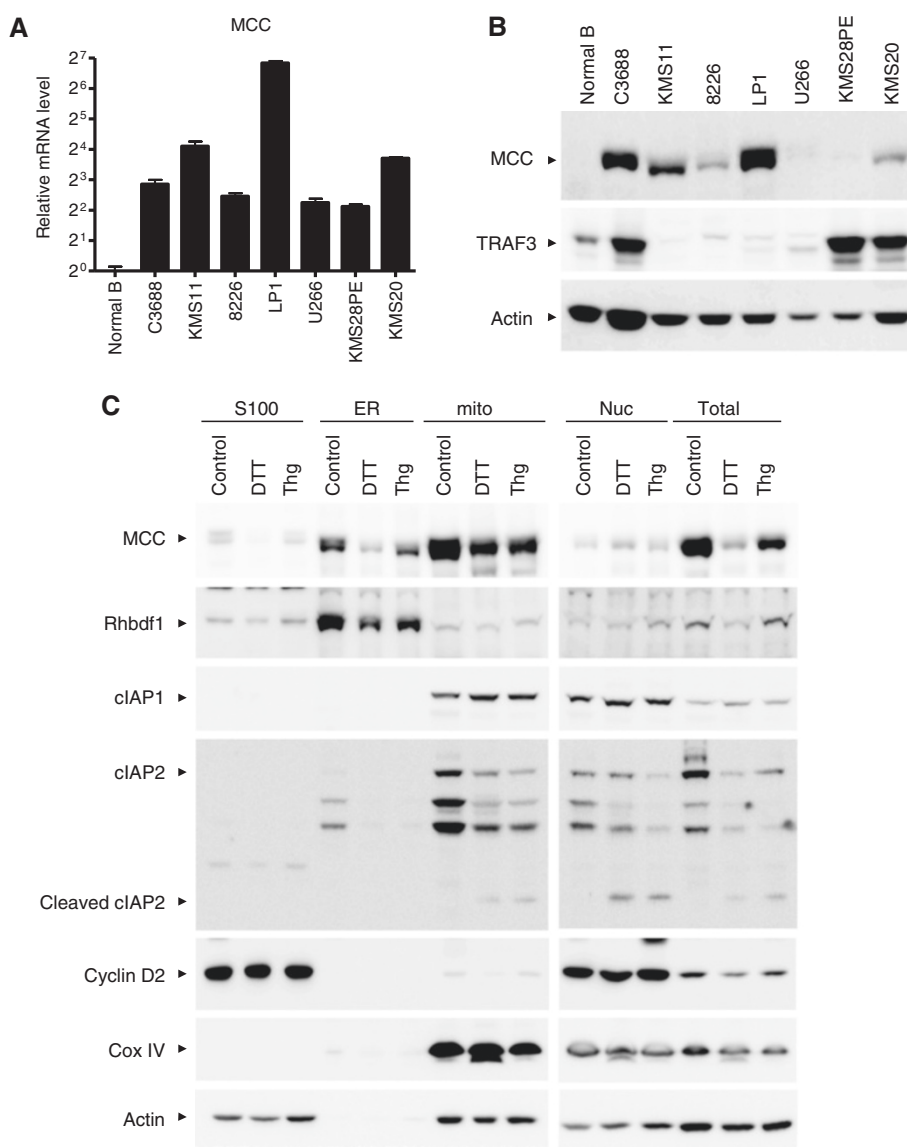 A
MCC
Relative mRNA level
2^7
2^6
2^5
2^4
2^3
2^2
2^1
2^0
Normal B
C3688
KMS11
8226
LP1
U266
KMS28PE
KMS20
B
Normal B
C3688
KMS11
8226
LP1
U266
KMS28PE
KMS20
MCC
TRAF3
Actin
C
S100 ER mito Nuc Total
Control DTT Thg Control DTT Thg Control DTT Thg Control DTT Thg Control DTT Thg
MCC
Rhbdf1
cIAP1
cIAP2
Cleaved cIAP2
Cyclin D2
Cox IV
Actin